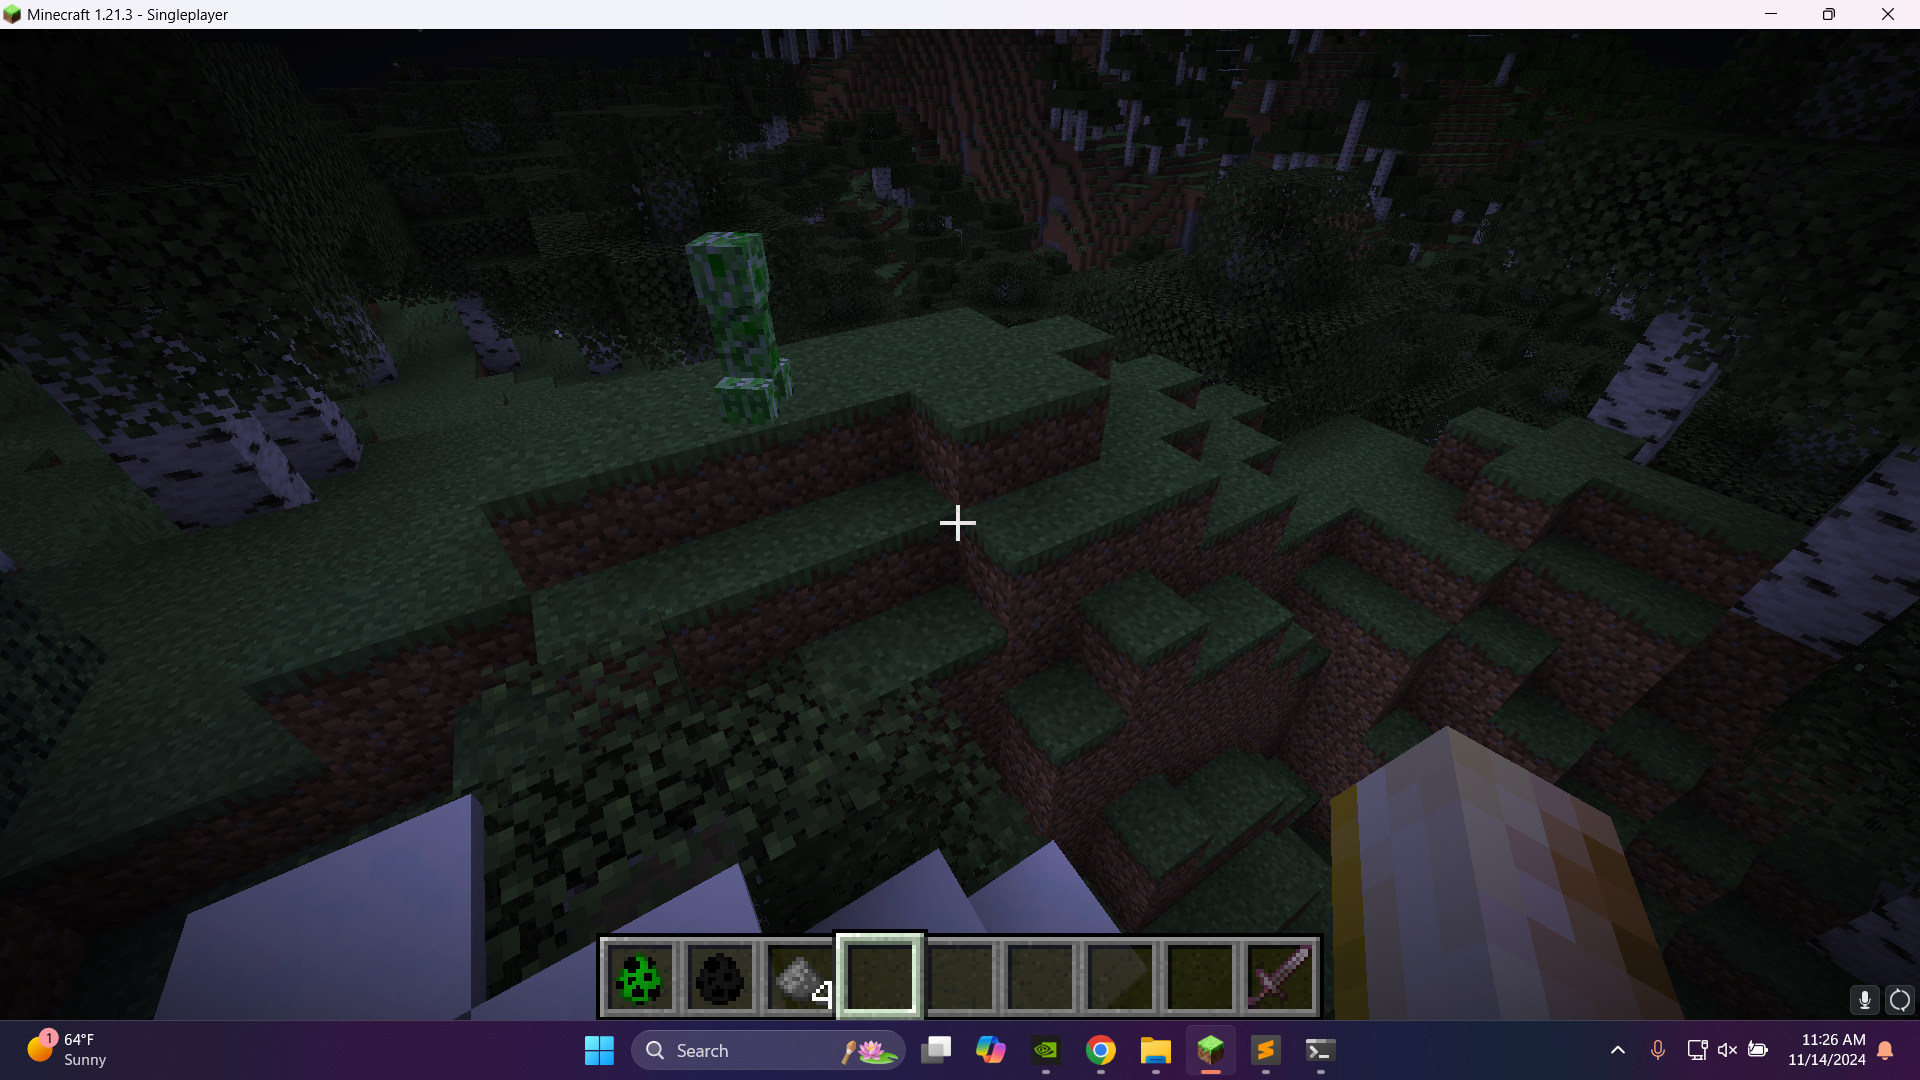 Minecraft 1.21.3 - Singleplayer
4
1
64°F
Sunny
Search
11:26 AM
11/14/2024